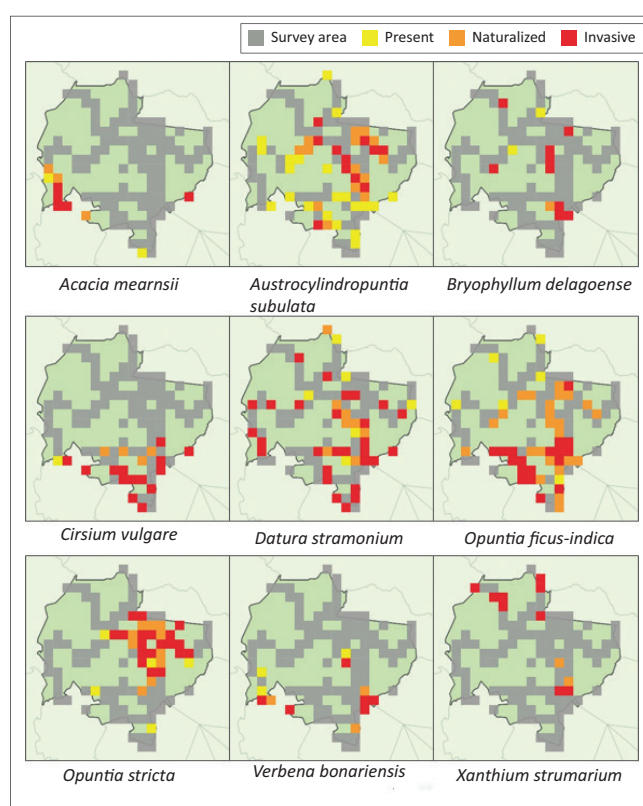 Survey area Present Naturalized Invasive
Acacia mearnsii
Austrocylindropuntia
subulata
Bryophyllum delagoense
Cirsium vulgare
Datura stramonium
Opuntia ficus-indica
Opuntia stricta
Verbena bonariensis
Xanthium strumarium